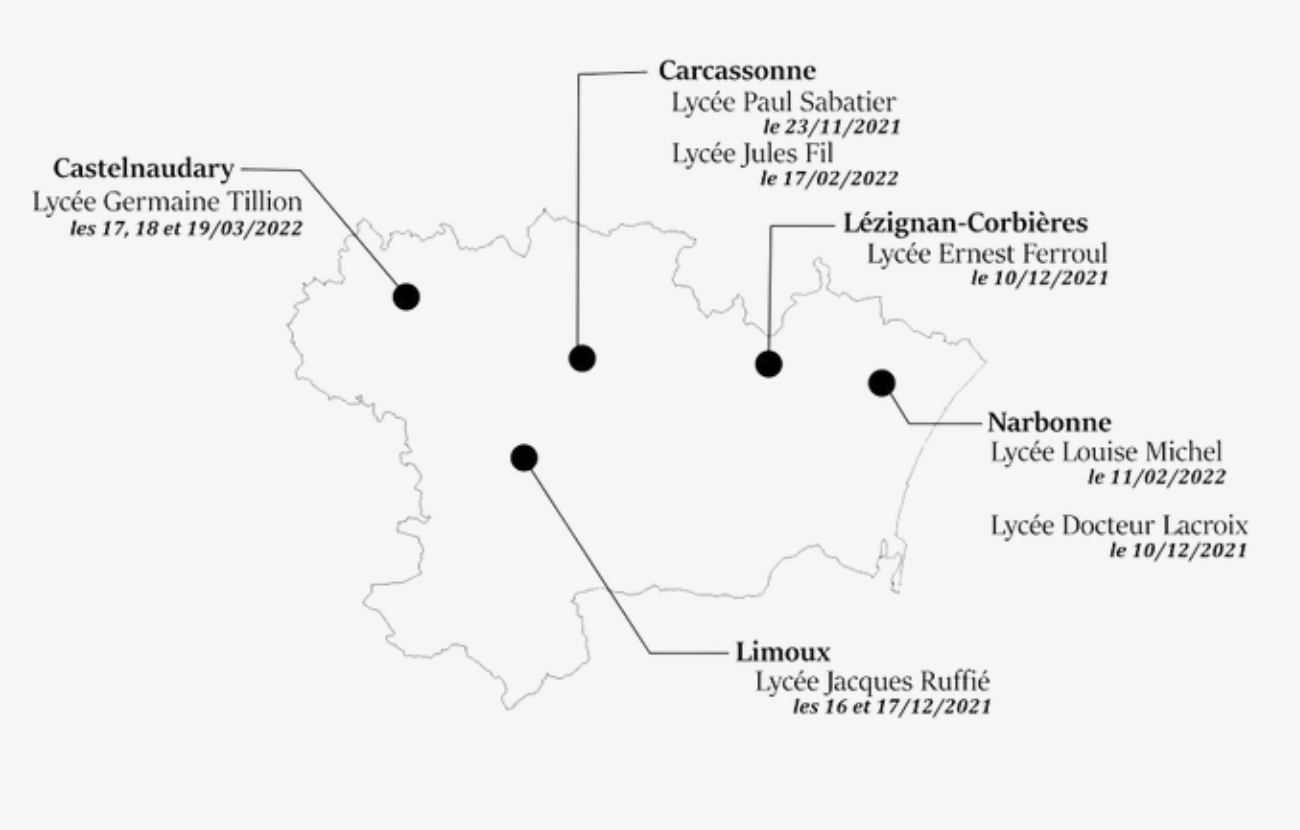 Carcassonne
Lycée Paul Sabatier
le 23/11/2021
Lycée Jules Fil
le 17/02/2022
Castelnaudary
Lycée Germaine Tillion
les 17, 18 et 19/03/2022
Lézignan-Corbières
Lycée Ernest Ferroul
le 10/12/2021
Narbonne
Lycée Louise Michel
le 11/02/2022
Lycée Docteur Lacroix
le 10/12/2021
Limoux
Lycée Jacques Ruffié
les 16 et 17/12/2021